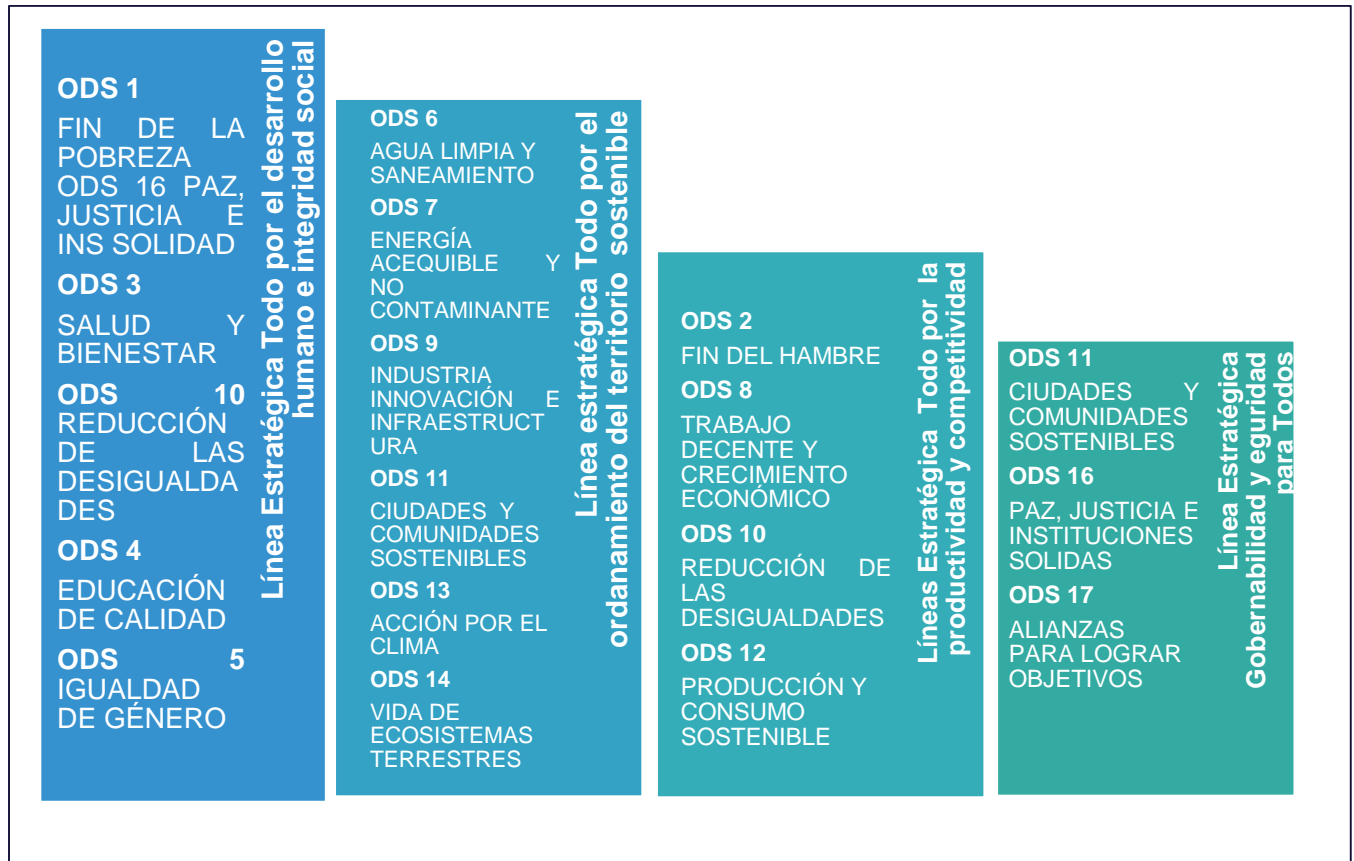 ODS 1
FIN DE LA
POBREZA
ODS 16 PAZ,
JUSTICIA E
INS SOLIDAD
ODS 3
SALUD Y
BIENESTAR
ODS 10
REDUCCIÓN
DE LAS
DESIGUALDA
DES
ODS 4
EDUCACIÓN
DE CALIDAD
ODS 5
IGUALDAD
DE GÉNERO
Línea Estratégica Todo por el desarrollo
humano e integridad social
ODS 6
AGUA LIMPIA Y
SANEAMIENTO
ODS 7
ENERGÍA
ACEQUIBLE Y
NO
CONTAMINANTE
ODS 9
INDUSTRIA
INNOVACIÓN E
INFRAESTRUCT
URA
ODS 11
CIUDADES Y
COMUNIDADES
SOSTENIBLES
ODS 13
ACCIÓN POR EL
CLIMA
ODS 14
VIDA DE
ECOSISTEMAS
TERRESTRES
Línea estratégica Todo por el
ordanamiento del territorio sostenible
ODS 2
FIN DEL HAMBRE
ODS 8
TRABAJO
DECENTE Y
CRECIMIENTO
ECONÓMICO
ODS 10
REDUCCIÓN DE
LAS
DESIGUALDADES
ODS 12
PRODUCCIÓN Y
CONSUMO
SOSTENIBLE
Líneas Estratégica Todo por la
productividad y competitividad
ODS 11
CIUDADES Y
COMUNIDADES
SOSTENIBLES
ODS 16
PAZ, JUSTICIA E
INSTITUCIONES
SOLIDAS
ODS 17
ALIANZAS
PARA LOGRAR
OBJETIVOS
Línea Estratégica
Gobernabilidad y eguridad
para Todos